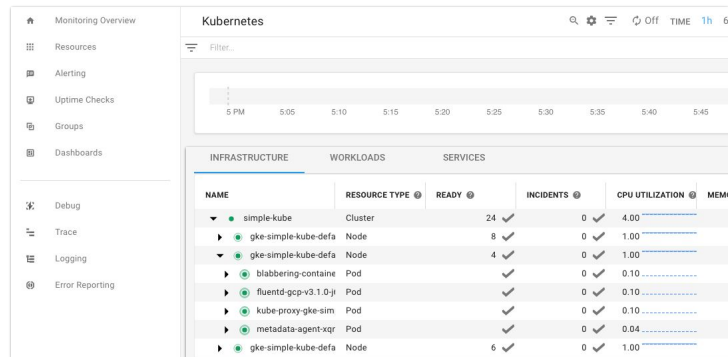 Monitoring Overview
Resources
Alerting
Uptime Checks
Groups
Dashboards
Debug
Trace
Logging
Error Reporting
Kubernetes
Off TIME 1h 6
Filter...
5 PM 5:05 5:10 5:15 5:20 5:25 5:30 5:35 5:40 5:45
INFRASTRUCTURE WORKLOADS SERVICES
NAME RESOURCE TYPE READY INCIDENTS CPU UTILIZATION MEMO
simple-kube Cluster 24 0 4.00
gke-simple-kube-defa Node 8 0 1.00
gke-simple-kube-defa Node 4 0 1.00
blabbering-containe Pod 0 0.10
fluentd-gcp-v3.1.0-j Pod 0 0.10
kube-proxy-gke-sim Pod 0 0.10
metadata-agent-xqr Pod 0 0.04
gke-simple-kube-defa Node 6 0 1.00